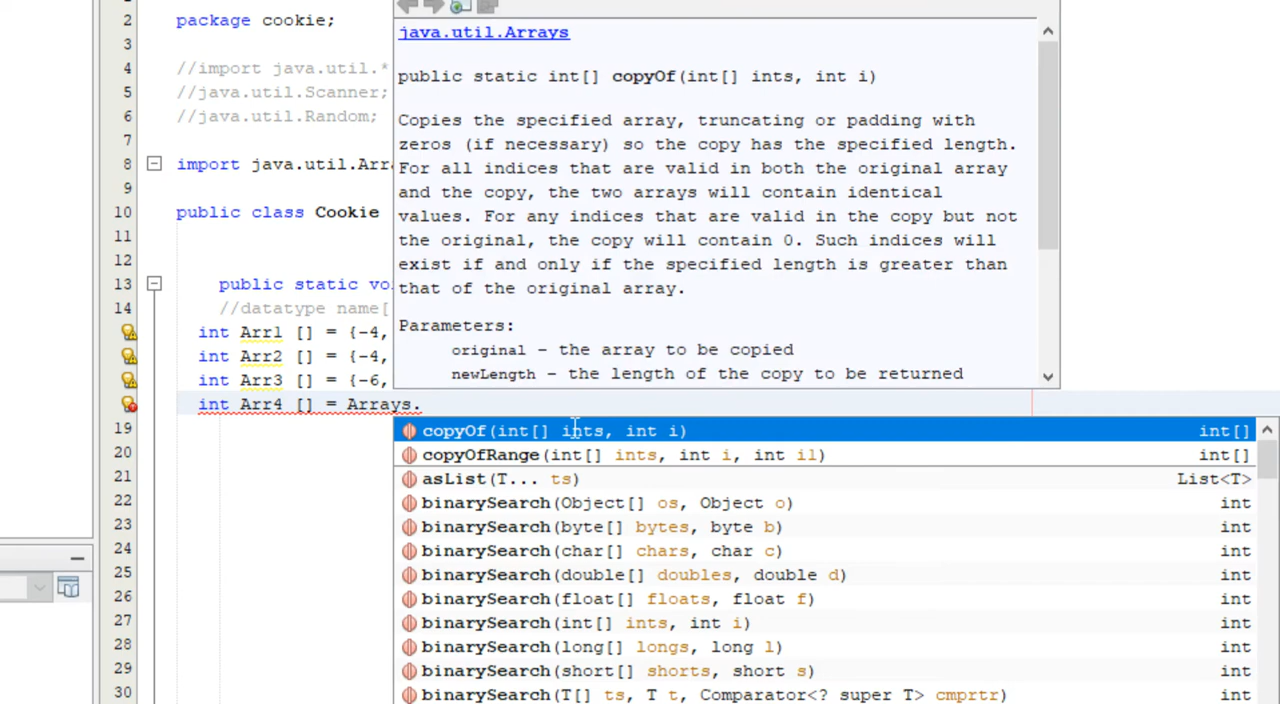 2 package cookie;
3
4 //import java.util.*
5 //java.util.Scanner;
6 //java.util.Random;
7
8 import java.util.Arr
9
10 public class Cookie
11
12
13 public static vo
14 //datatype name[
int Arr1 [] = {-4,
int Arr2 [] = {-4,
int Arr3 [] = {-6,
int Arr4 [] = Arrays.
19
20
21
22
23
24
25
26
27
28
29
30
java.util.Arrays
public static int[] copyOf(int[] ints, int i)
Copies the specified array, truncating or padding with
zeros (if necessary) so the copy has the specified length.
For all indices that are valid in both the original array
and the copy, the two arrays will contain identical
values. For any indices that are valid in the copy but not
the original, the copy will contain 0. Such indices will
exist if and only if the specified length is greater than
that of the original array.
Parameters:
original - the array to be copied
newLength - the length of the copy to be returned
copyOf(int[] ints, int i) int[]
copyOfRange(int[] ints, int i, int i1) int[]
asList(T... ts) List<T>
binarySearch(Object[] os, Object o) int
binarySearch(byte[] bytes, byte b) int
binarySearch(char[] chars, char c) int
binarySearch(double[] doubles, double d) int
binarySearch(float[] floats, float f) int
binarySearch(int[] ints, int i) int
binarySearch(long[] longs, long l) int
binarySearch(short[] shorts, short s) int
binarySearch(T[] ts, T t, Comparator<? super T> cmprtr) int